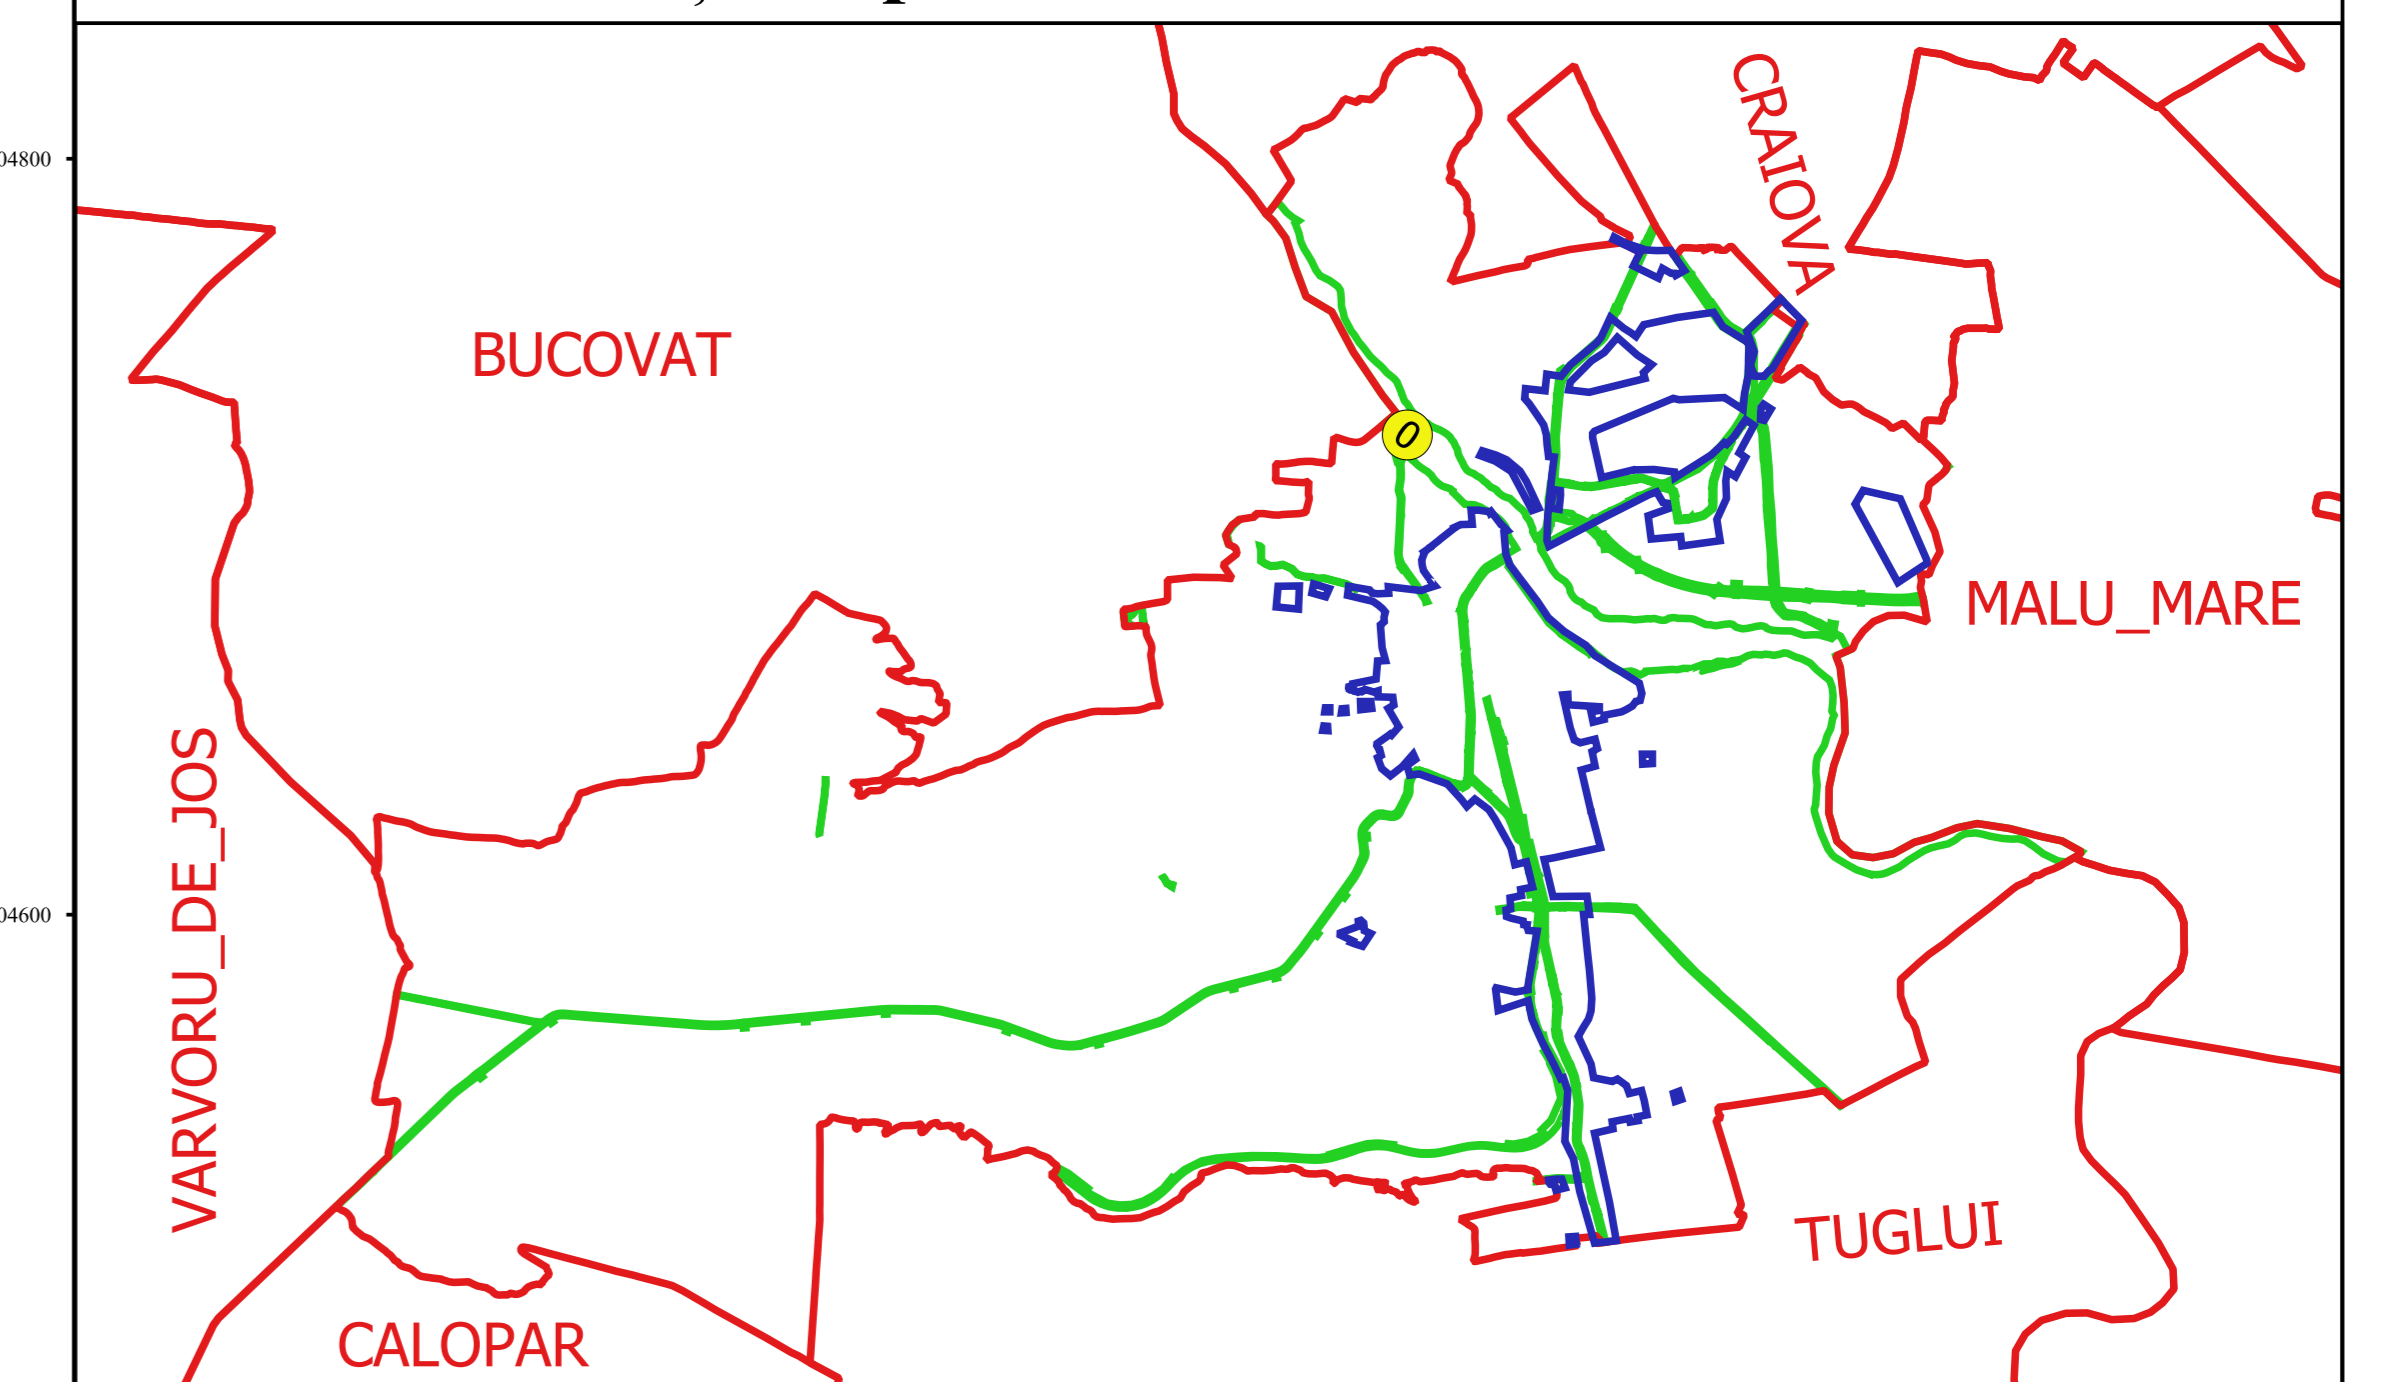 04800
CRAIOVA
BUCOVAT
0
MALU_MARE
VARVORU_DE_JOS
04600
TUGLUI
CALOPAR